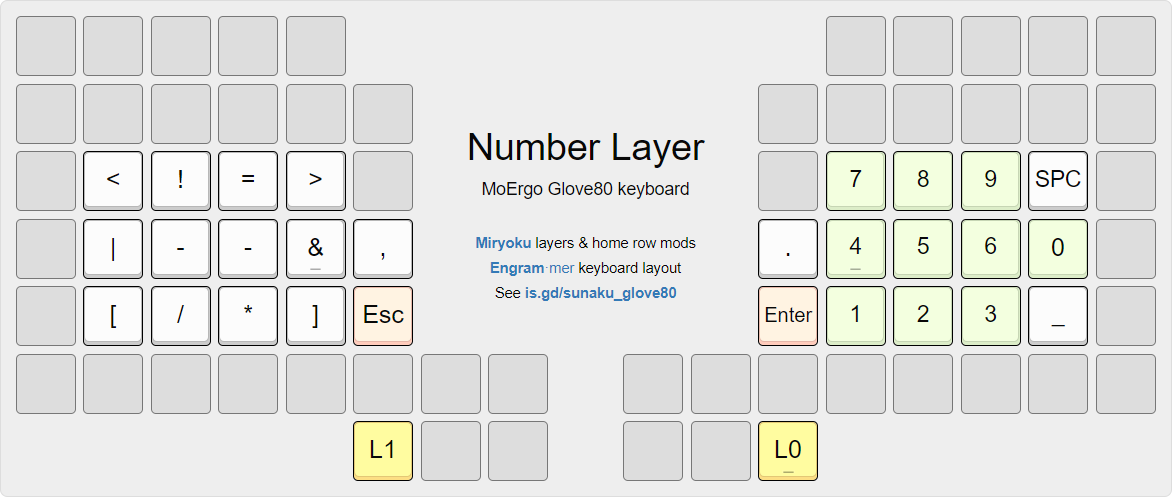 Number Layer
MoErgo Glove80 keyboard
< ! = > 7 8 9 SPC
Miryoku layers & home row mods
| - - & , . 4 5 6 0
Engram·mer keyboard layout
See is.gd/sunaku_glove80
[ / * ] Esc Enter 1 2 3 _
L1 L0